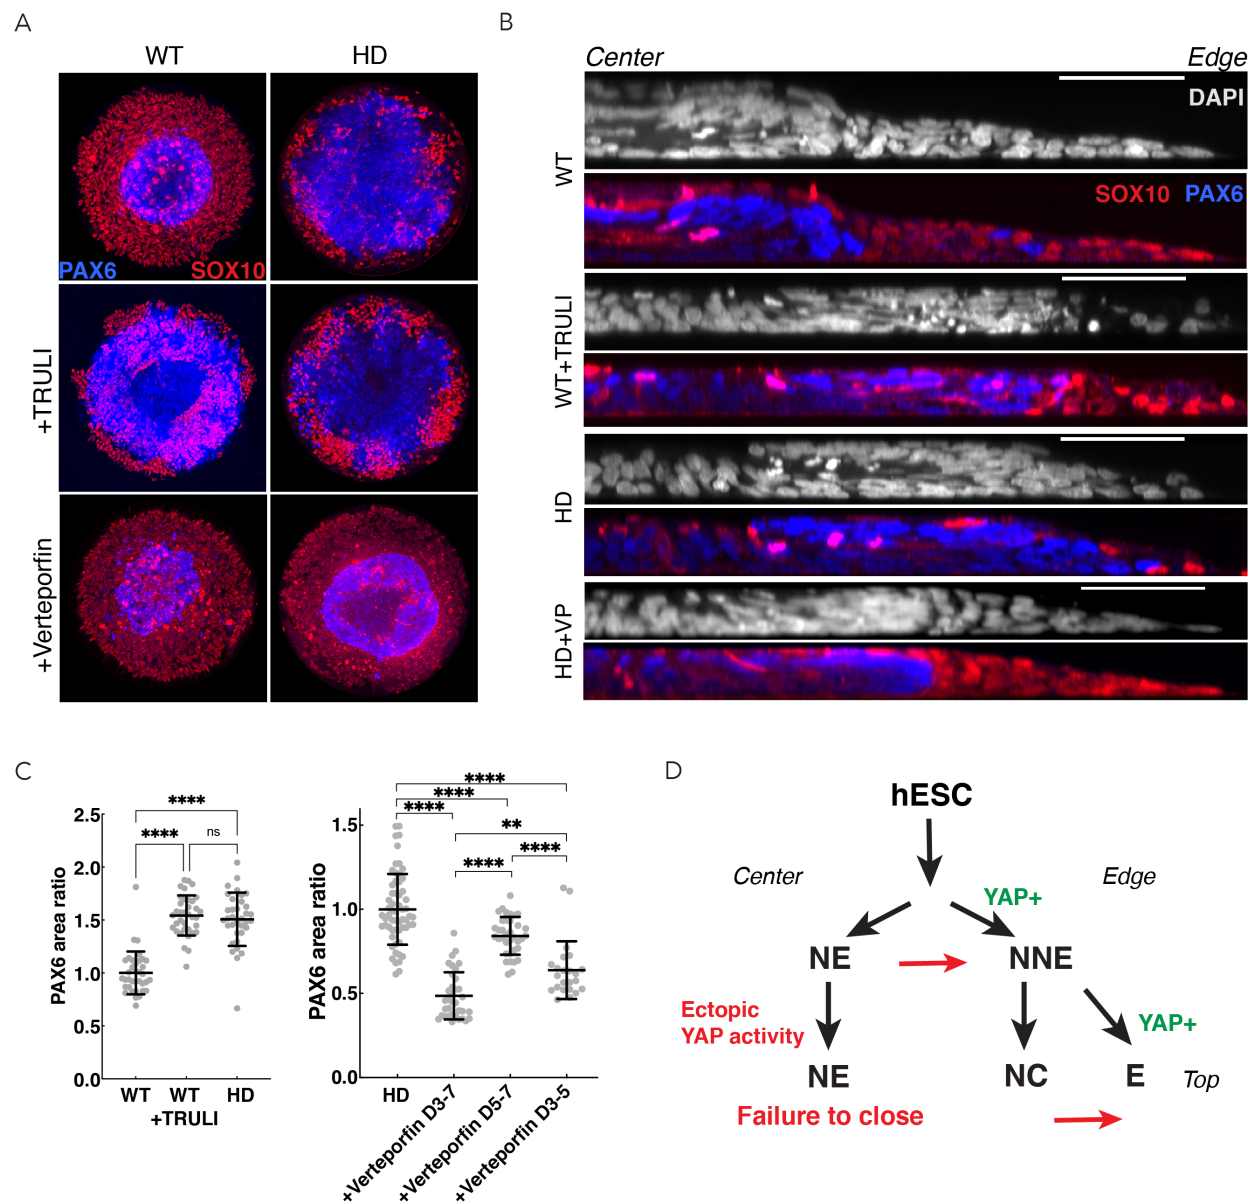 A
WT
HD
PAX6
SOX10
+TRULI
+Verteporfin
B
Center
Edge
DAPI
WT
SOX10 PAX6
WT+TRULI
HD
HD+VP
C
PAX6 area ratio
2.5
2.0
1.5
1.0
0.5
0.0
****
****
ns
WT
WT
+TRULI
HD
PAX6 area ratio
1.5
1.0
0.5
0.0
****
****
****
**
****
****
HD
+Verteporfin D3-7
+Verteporfin D5-7
+Verteporfin D3-5
D
hESC
Center
Edge
YAP+
NE
NNE
Ectopic
YAP activity
YAP+
NE
NC
E
Top
Failure to close